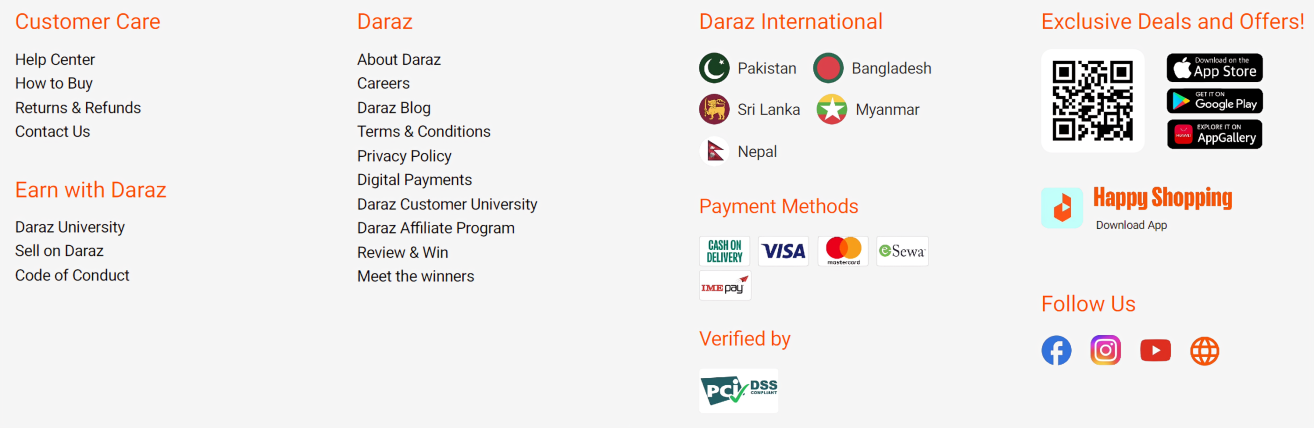 Customer Care
Help Center
How to Buy
Returns & Refunds
Contact Us
Earn with Daraz
Daraz University
Sell on Daraz
Code of Conduct
Daraz
About Daraz
Careers
Daraz Blog
Terms & Conditions
Privacy Policy
Digital Payments
Daraz Customer University
Daraz Affiliate Program
Review & Win
Meet the winners
Daraz International
Pakistan
Bangladesh
Sri Lanka
Myanmar
Nepal
Payment Methods
CASH ON
DELIVERY
VISA
mastercard
eSewa
IME pay
Verified by
PCi DSS
COMPLIANT
Exclusive Deals and Offers!
Download on the
App Store
GET IT ON
Google Play
EXPLORE IT ON
AppGallery
HUAWEI
Happy Shopping
Download App
Follow Us